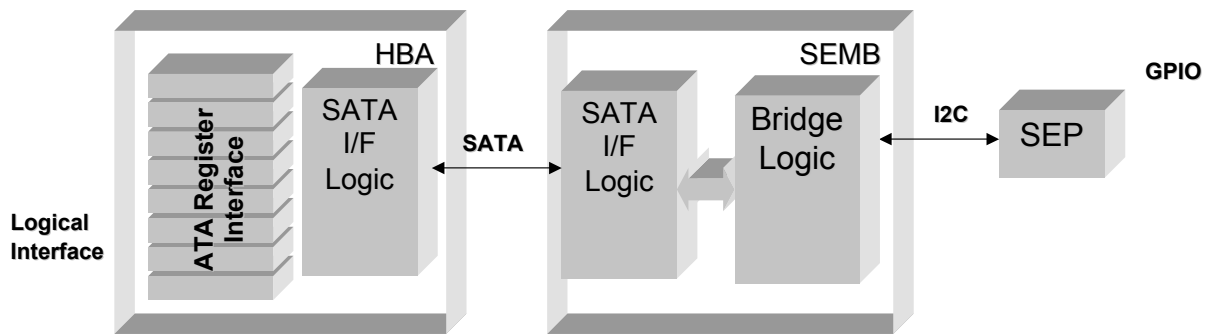 HBA
ATA Register
Interface
SATA
I/F
Logic
Logical
Interface
SATA
SEMB
SATA
I/F
Logic
Bridge
Logic
I2C
SEP
GPIO